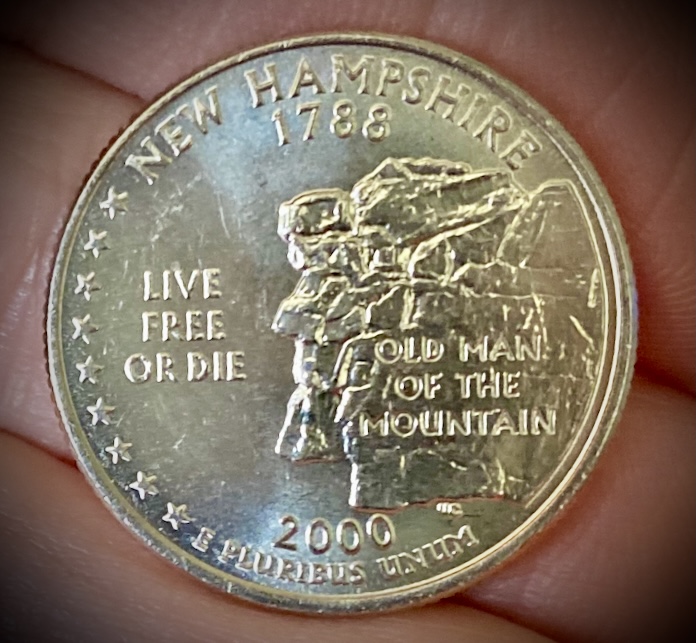 NEW HAMPSHIRE
1788
LIVE
FREE
OR DIE
OLD MAN
OF THE
MOUNTAIN
2000
E PLURIBUS UNUM